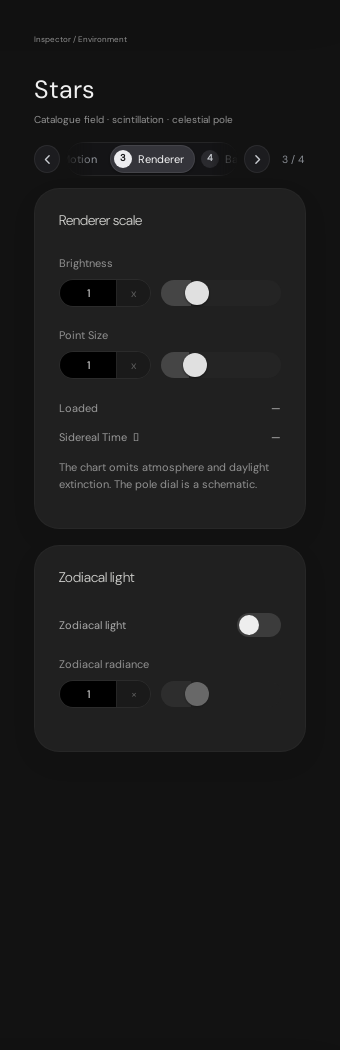 Inspector / Environment
Stars
Catalogue field · scintillation · celestial pole
otion
3 Renderer
4 Ba
3 / 4
Renderer scale
Brightness
1 x
Point Size
1 x
Loaded —
Sidereal Time —
The chart omits atmosphere and daylight
extinction. The pole dial is a schematic.
Zodiacal light
Zodiacal light
Zodiacal radiance
1 ×